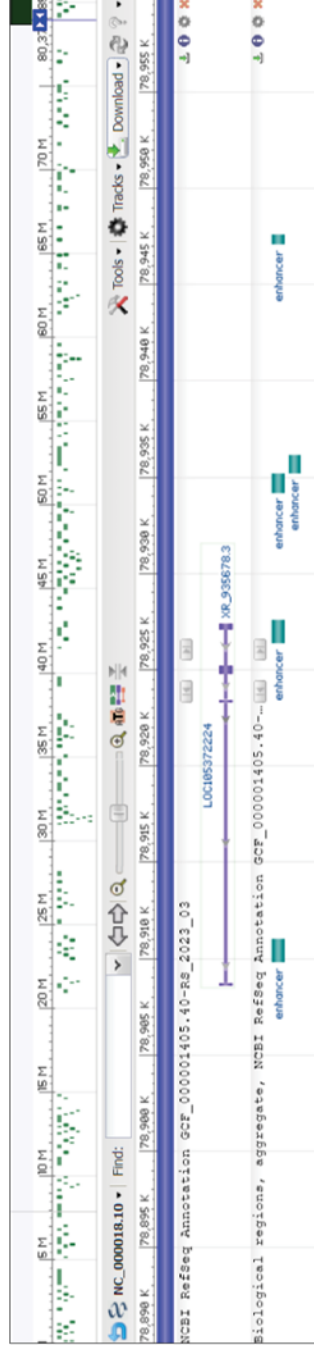 5 M |10 M |15 M |20 M |25 M |30 M |35 M |40 M |45 M |50 M |55 M |60 M |65 M |70 M 80,3
NC_000018.10 Find: Tools Tracks Download ?
78,890 K |78,895 K |78,900 K |78,905 K |78,910 K |78,915 K |78,920 K |78,925 K |78,930 K |78,935 K |78,940 K |78,945 K |78,950 K |78,955 K
NCBI RefSeq Annotation GCF_000001405.40-RS_2023_03
LOC105372224
XR_935678.3
Biological regions, aggregate, NCBI RefSeq Annotation GCF_000001405.40-...
enhancer enhancer enhancer enhancer
enhancer